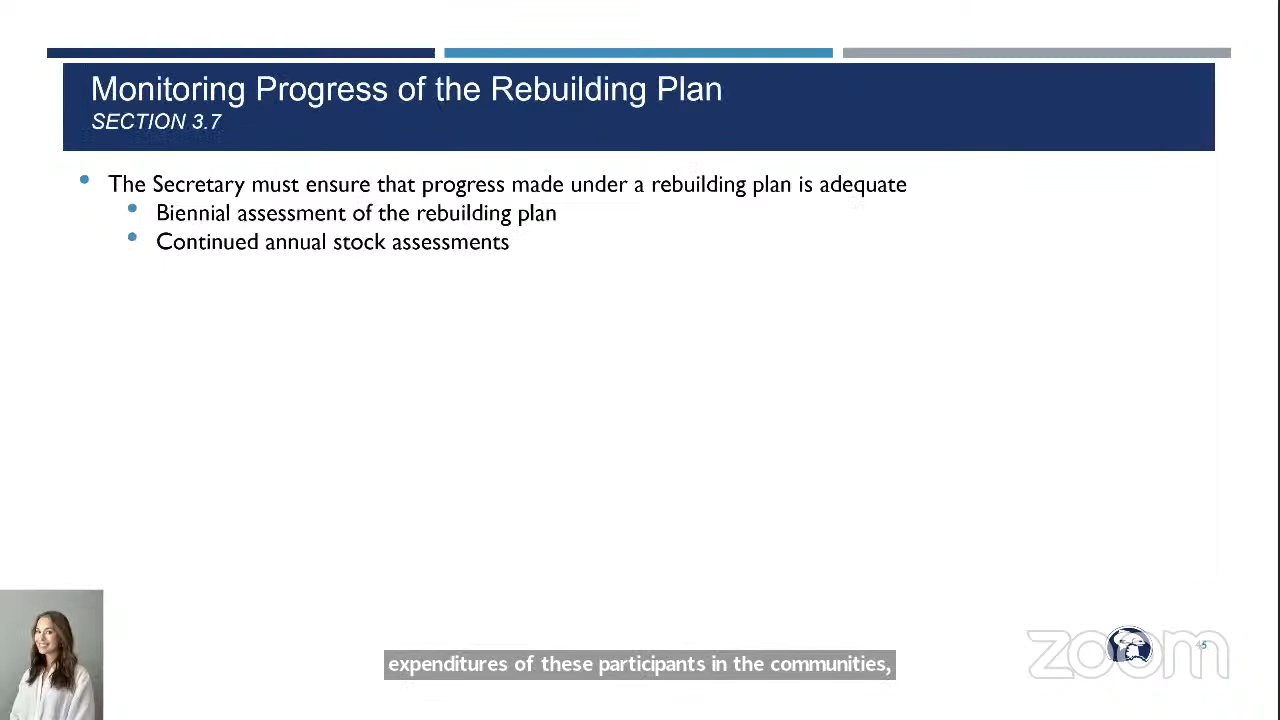 Monitoring Progress of the Rebuilding Plan
SECTION 3.7
The Secretary must ensure that progress made under a rebuilding plan is adequate
Biennial assessment of the rebuilding plan
Continued annual stock assessments
zoom
expenditures of these participants in the communities,